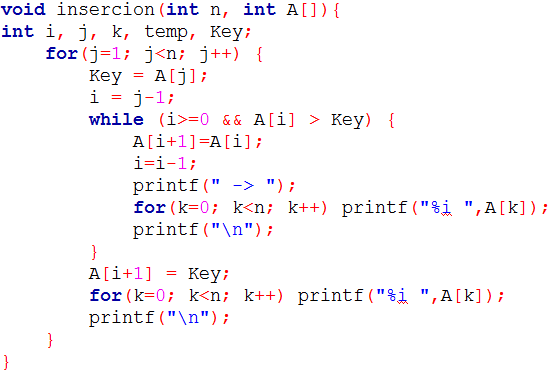 void insercion(int n, int A[]){
int i, j, k, temp, Key;
    for(j=1; j<n; j++) {
        Key = A[j];
        i = j-1;
        while (i>=0 && A[i] > Key) {
            A[i+1]=A[i];
            i=i-1;
            printf(" -> ");
            for(k=0; k<n; k++) printf("%i ",A[k]);
            printf("\n");
        }
        A[i+1] = Key;
        for(k=0; k<n; k++) printf("%i ",A[k]);
        printf("\n");
    }
}